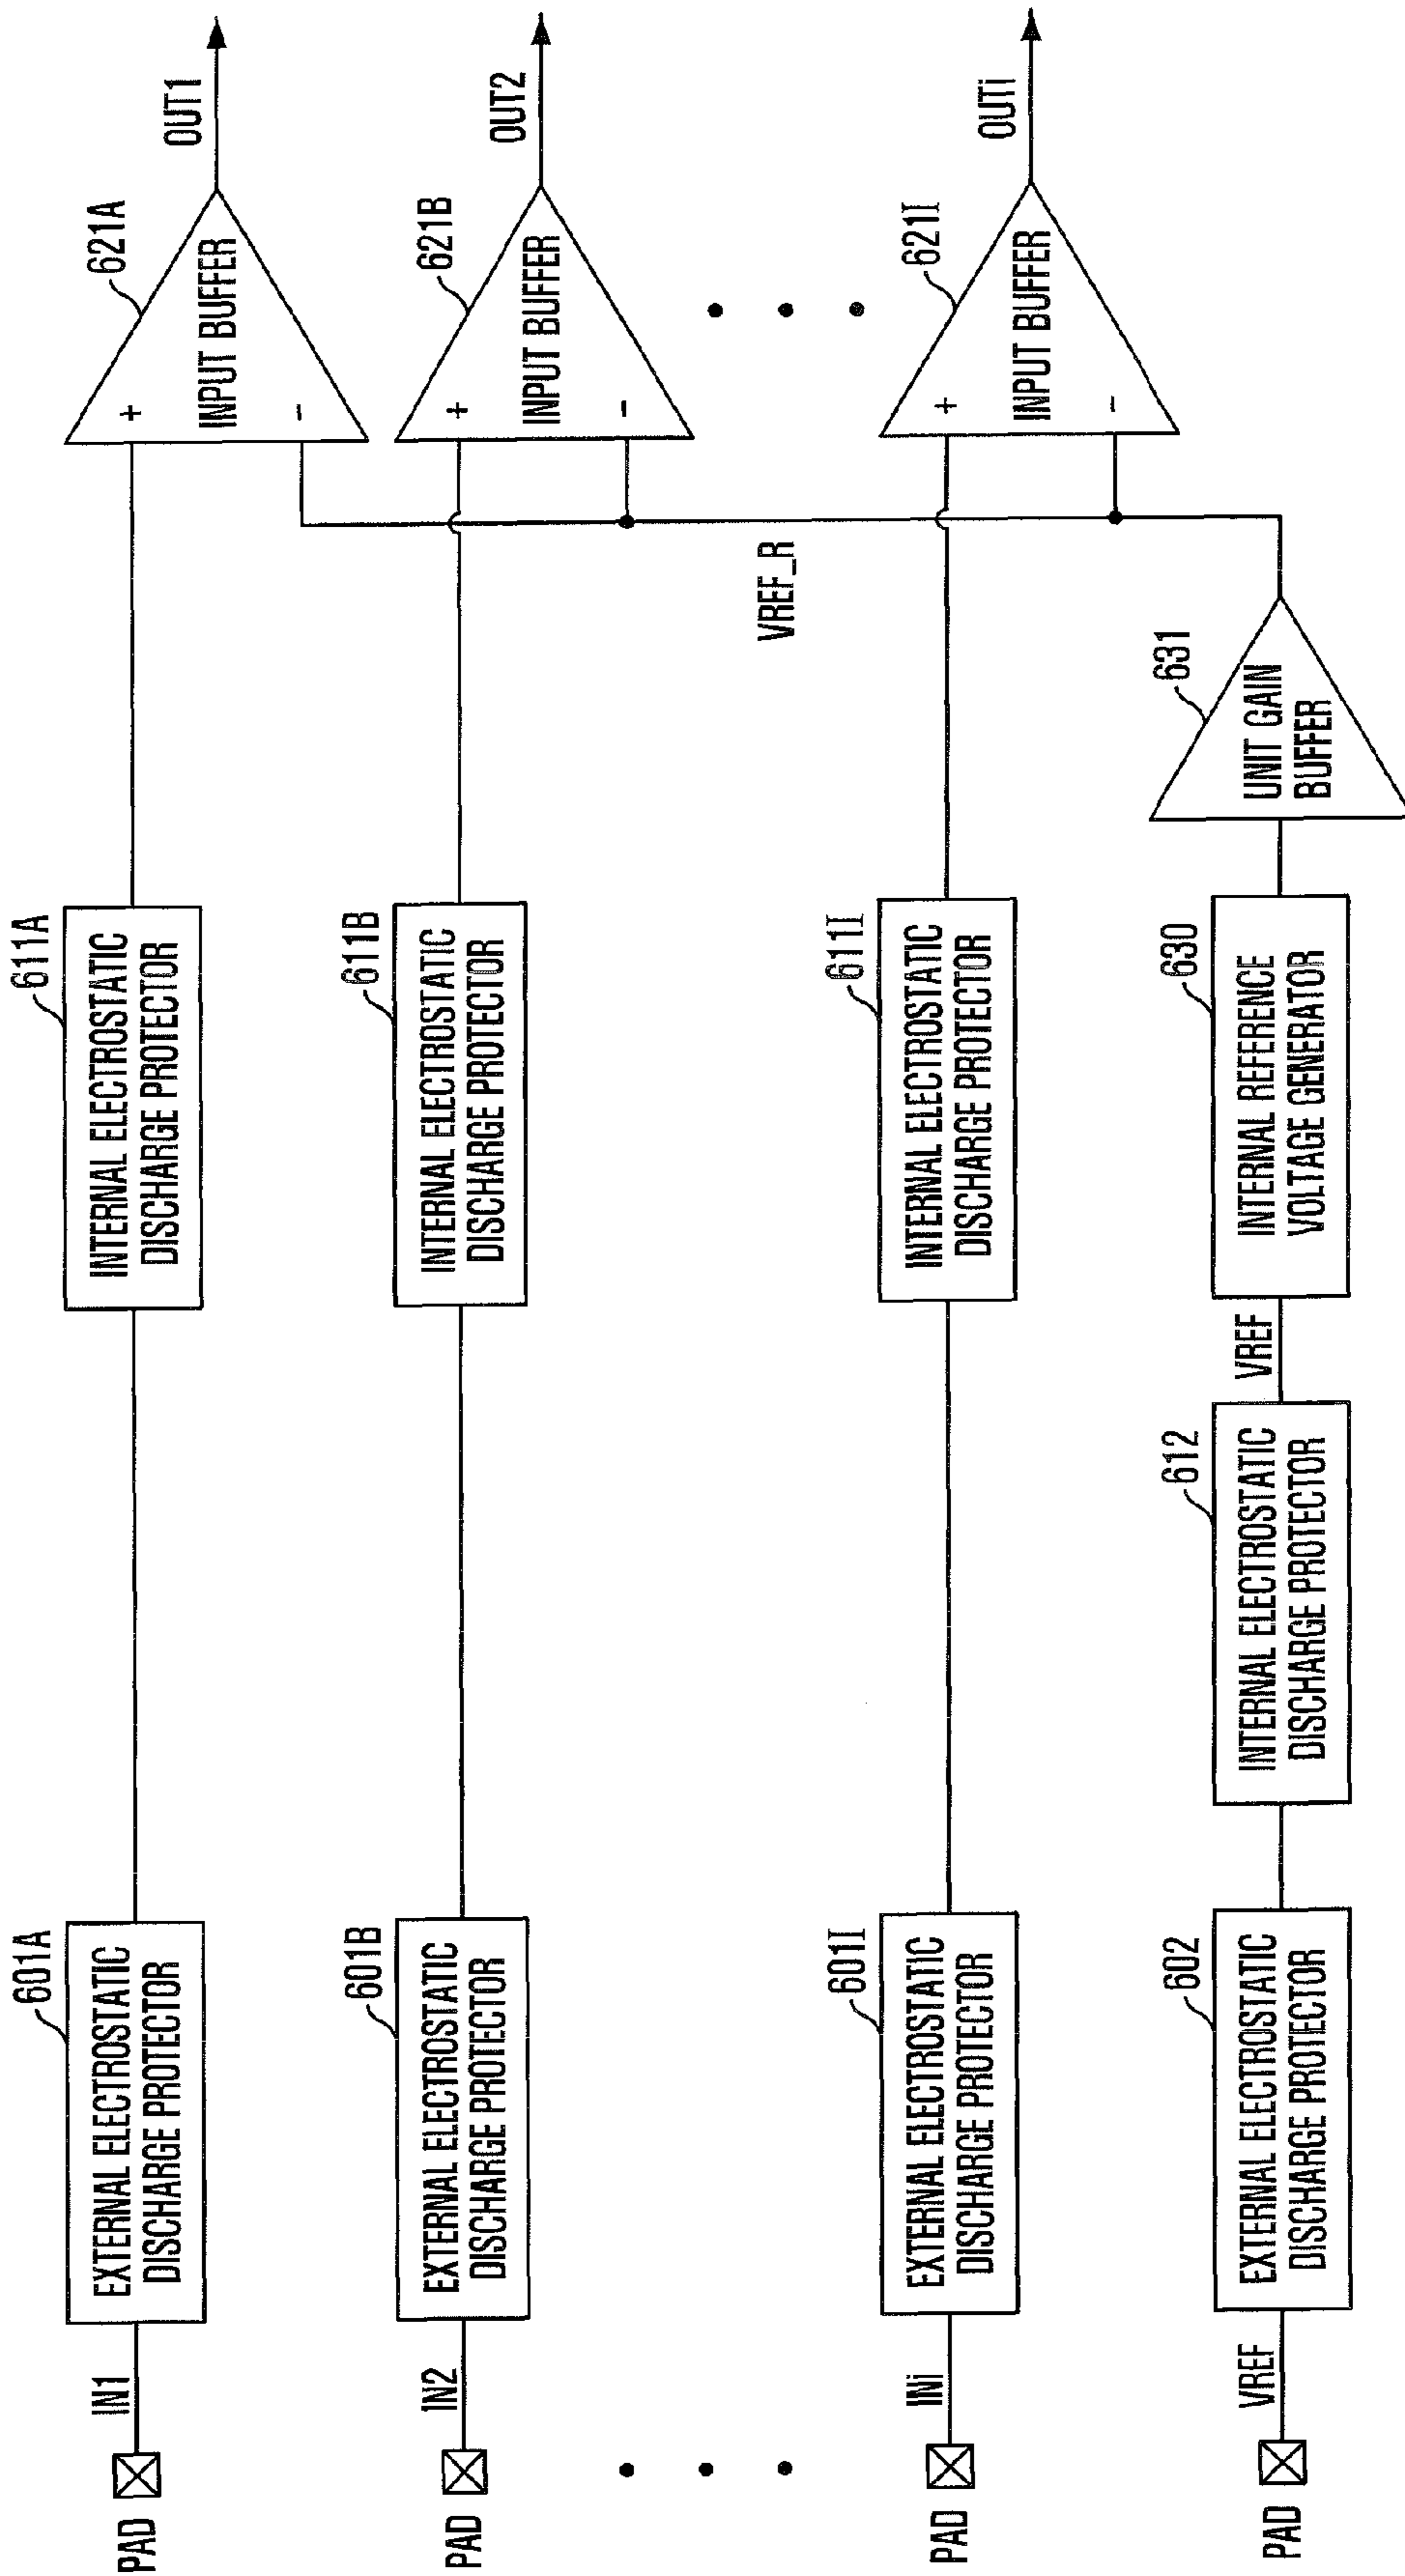 PAD
IN1
601A
EXTERNAL ELECTROSTATIC
DISCHARGE PROTECTOR
611A
INTERNAL ELECTROSTATIC
DISCHARGE PROTECTOR
621A
+
-
INPUT BUFFER
OUT1
PAD
IN2
601B
EXTERNAL ELECTROSTATIC
DISCHARGE PROTECTOR
611B
INTERNAL ELECTROSTATIC
DISCHARGE PROTECTOR
621B
+
-
INPUT BUFFER
OUT2
VREF_R
PAD
INi
601I
EXTERNAL ELECTROSTATIC
DISCHARGE PROTECTOR
611I
INTERNAL ELECTROSTATIC
DISCHARGE PROTECTOR
621I
+
-
INPUT BUFFER
OUTi
PAD
VREF
602
EXTERNAL ELECTROSTATIC
DISCHARGE PROTECTOR
612
INTERNAL ELECTROSTATIC
DISCHARGE PROTECTOR
VREF
630
INTERNAL REFERENCE
VOLTAGE GENERATOR
631
UNIT GAIN
BUFFER